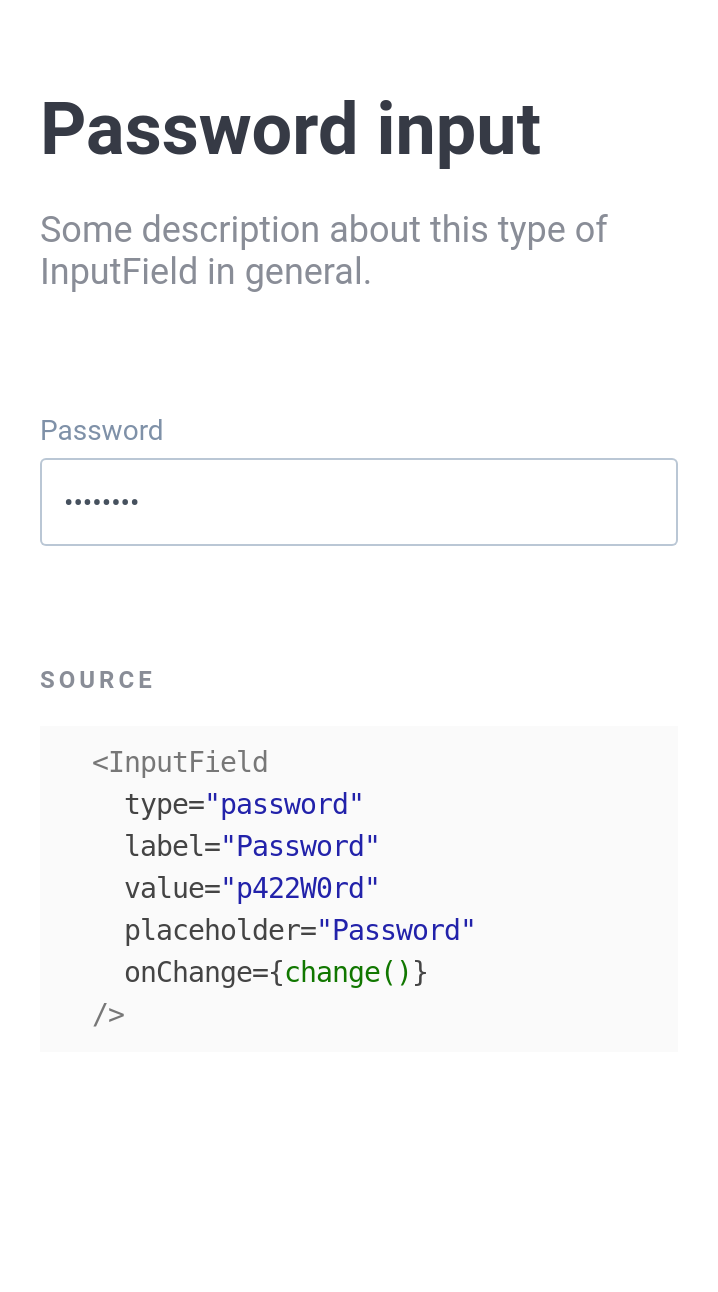 Password input
Some description about this type of
InputField in general.
Password
••••••••
SOURCE
<InputField
type="password"
label="Password"
value="p422W0rd"
placeholder="Password"
onChange={change()}
/>